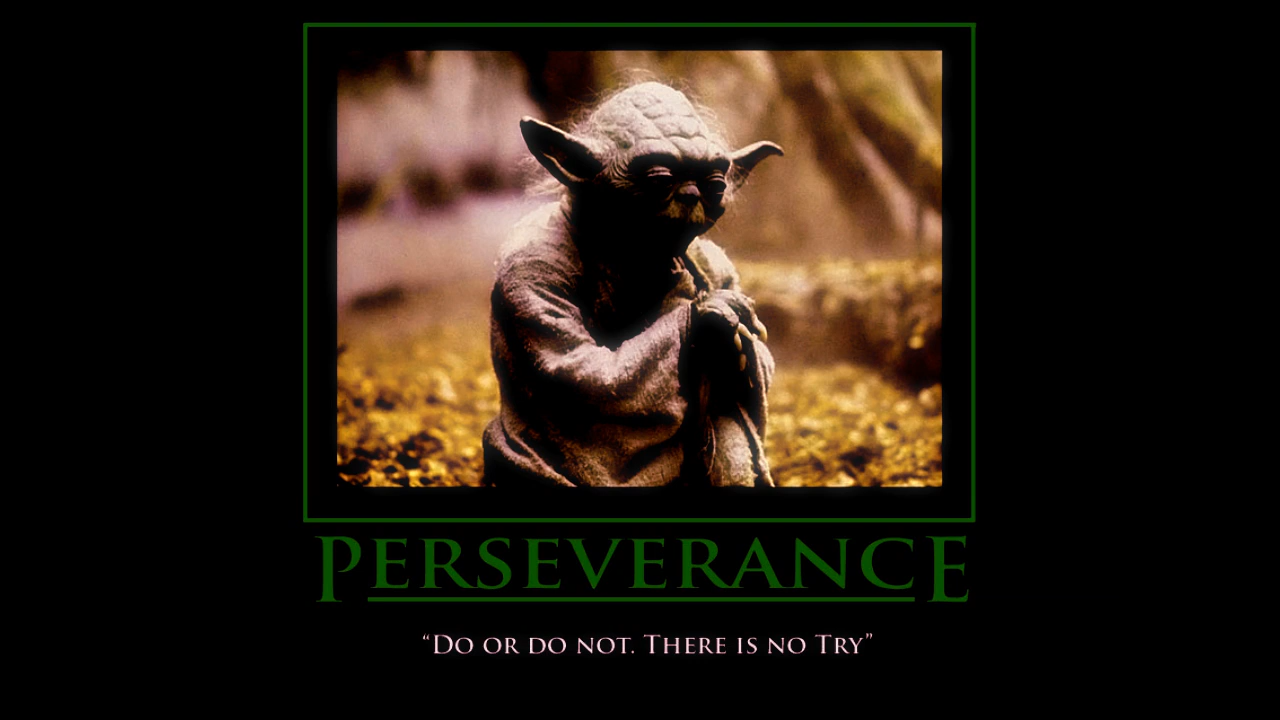 PERSEVERANCE
“DO OR DO NOT. THERE IS NO TRY”